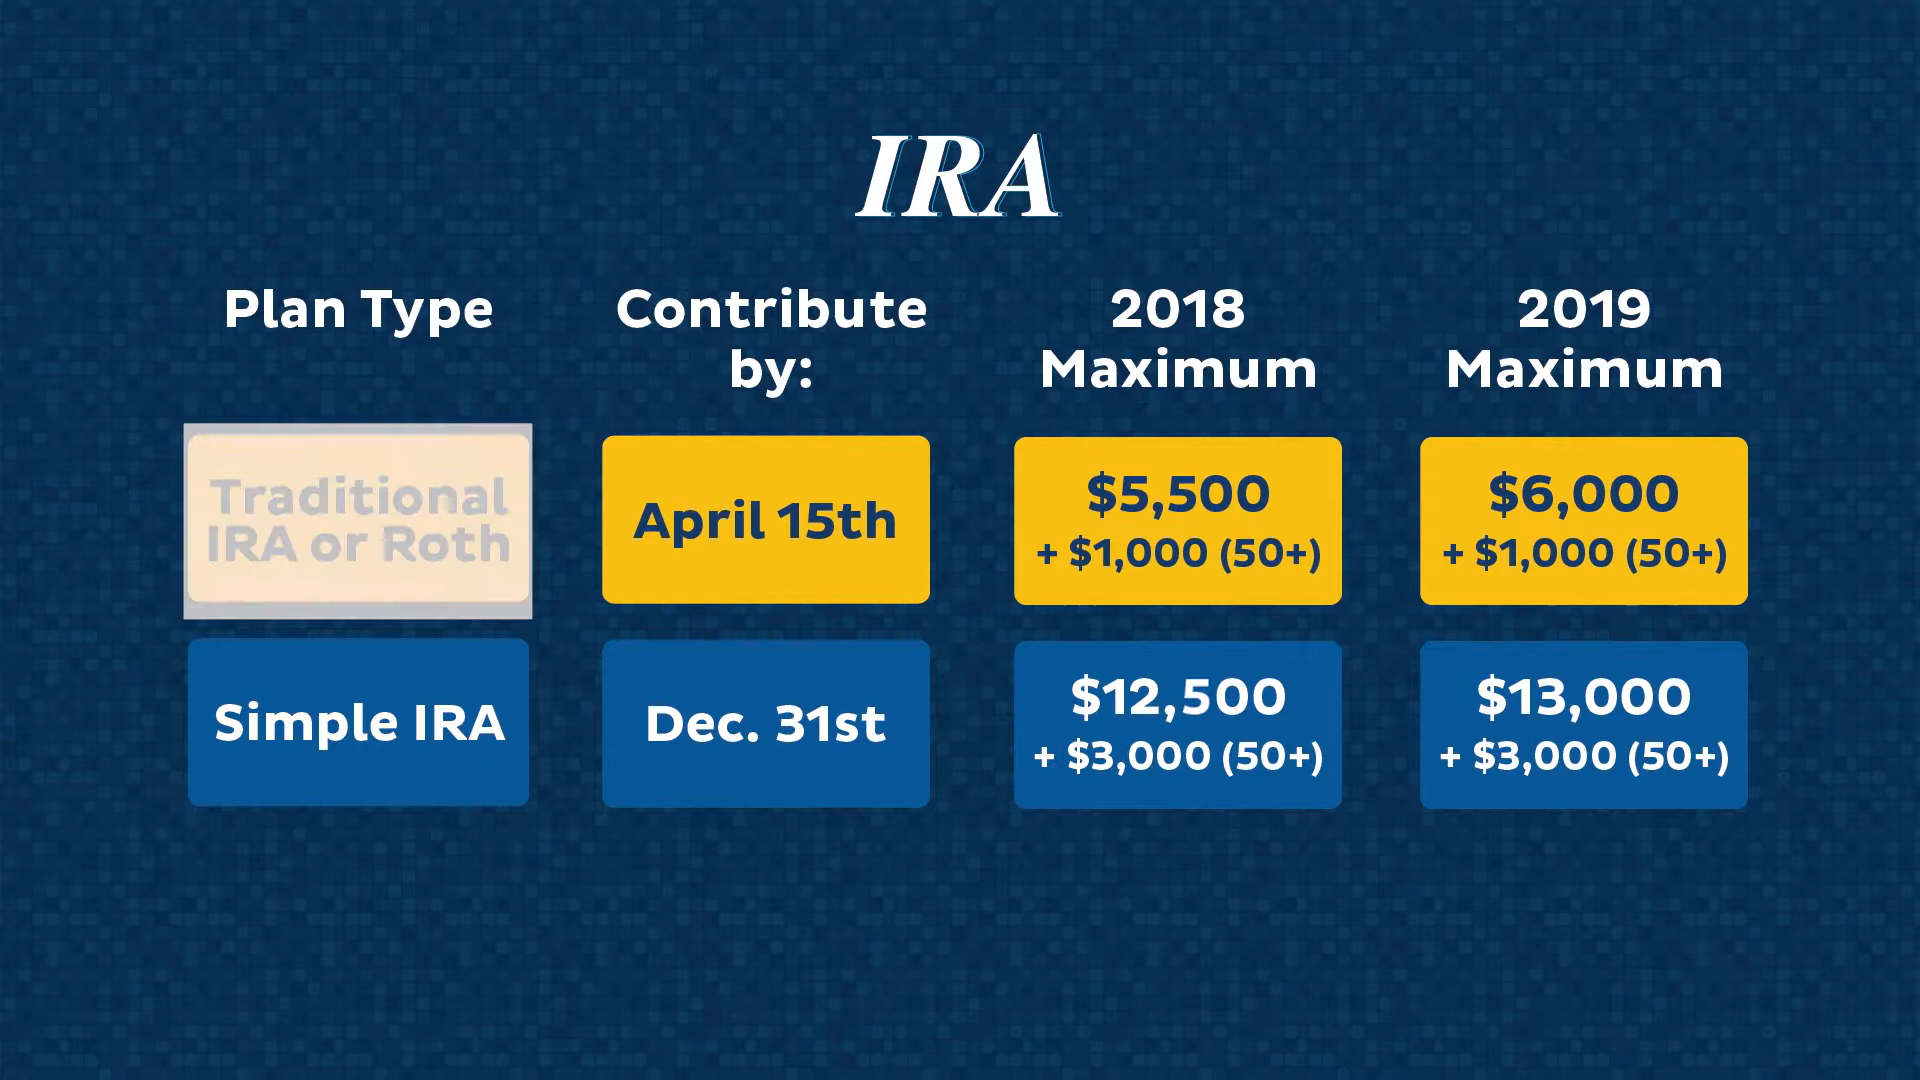 IRA
Plan Type
Contribute
by:
2018
Maximum
2019
Maximum
Traditional
IRA or Roth
April 15th
$5,500
+ $1,000 (50+)
$6,000
+ $1,000 (50+)
Simple IRA
Dec. 31st
$12,500
+ $3,000 (50+)
$13,000
+ $3,000 (50+)